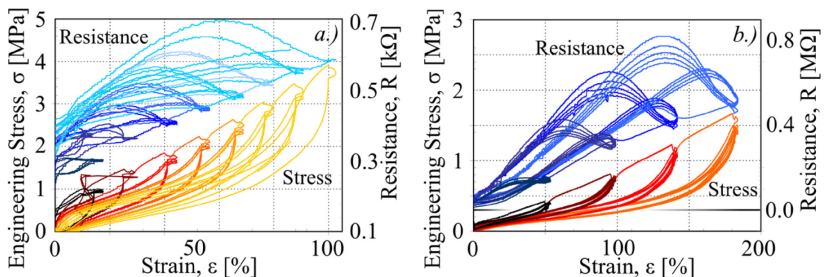 a.)
Resistance
Stress
Engineering Stress, σ [MPa]
5
4
3
2
1
0
0
50
100
Strain, ε [%]
0.7
0.5
0.3
0.1
Resistance, R [kΩ]
b.)
Resistance
Stress
Engineering Stress, σ [MPa]
3
2
1
0
0
100
200
Strain, ε [%]
0.8
0.4
0.0
Resistance, R [MΩ]